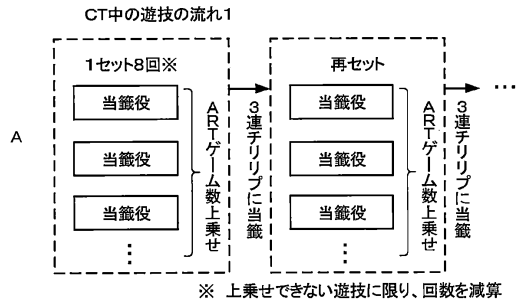 CT中の遊技の流れ1
A
1セット8回※
当籤役
当籤役
当籤役
⋮
ARTゲーム数上乗せ
3連チリリプに当籤
再セット
当籤役
当籤役
当籤役
⋮
ARTゲーム数上乗せ
3連チリリプに当籤
…
※ 上乗せできない遊技に限り、回数を減算